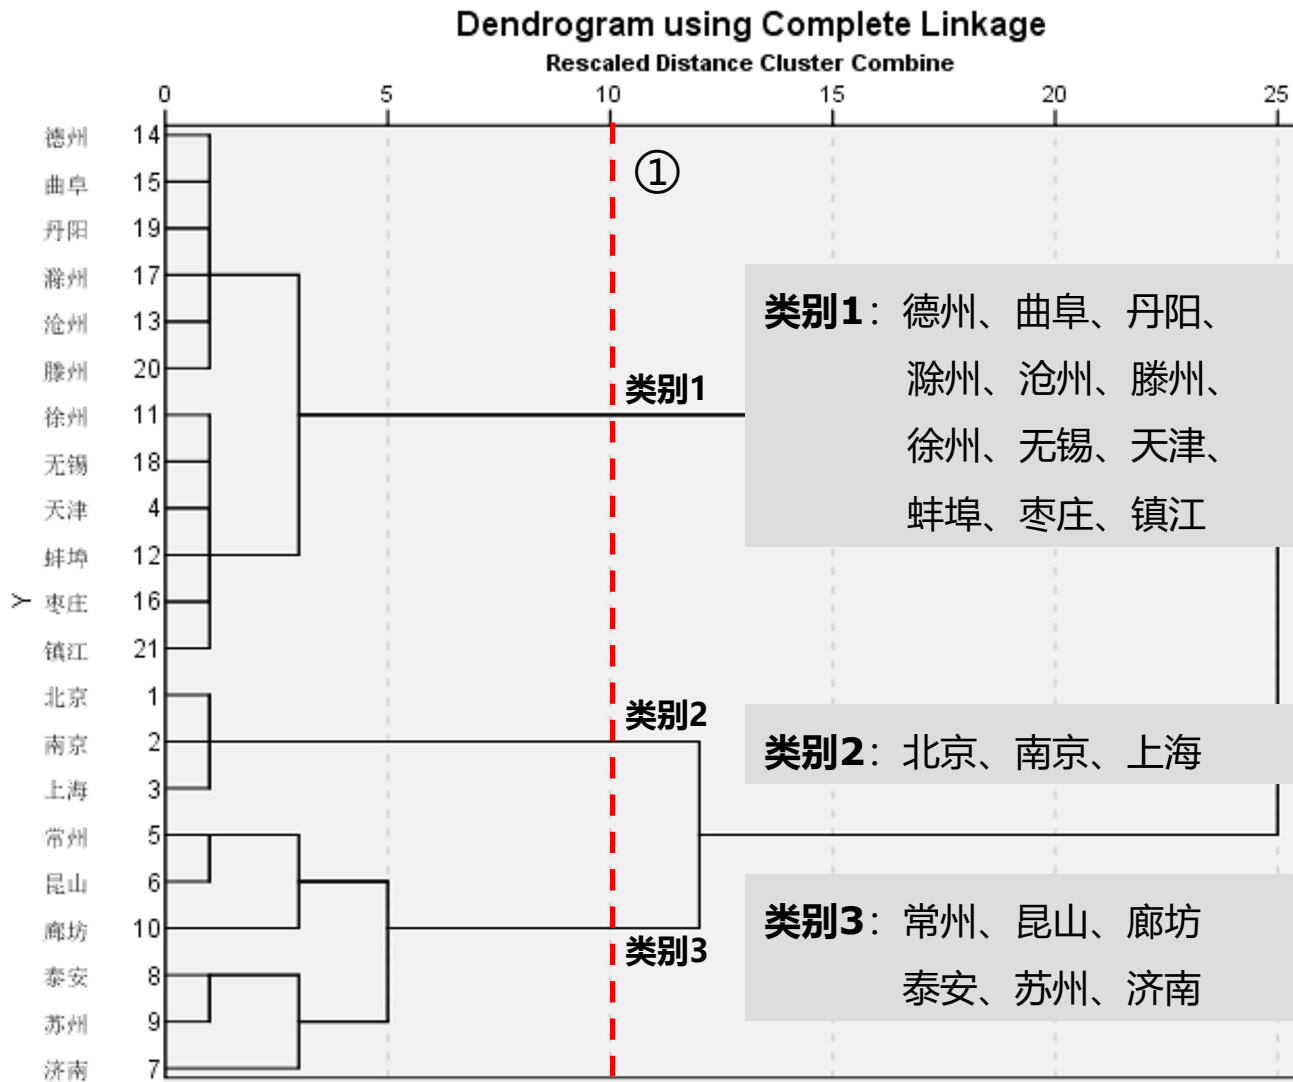 Dendrogram using Complete Linkage
Rescaled Distance Cluster Combine
0 5 10 15 20 25
德州 14
①
曲阜 15
丹阳 19
滁州 17
沧州 13
滕州 20
徐州 11
无锡 18
天津 4
蚌埠 12
Y
枣庄 16
镇江 21
北京 1
南京 2
上海 3
常州 5
昆山 6
廊坊 10
泰安 8
苏州 9
济南 7
类别1
类别1：德州、曲阜、丹阳、
滁州、沧州、滕州、
徐州、无锡、天津、
蚌埠、枣庄、镇江
类别2
类别2：北京、南京、上海
类别3
类别3：常州、昆山、廊坊
泰安、苏州、济南